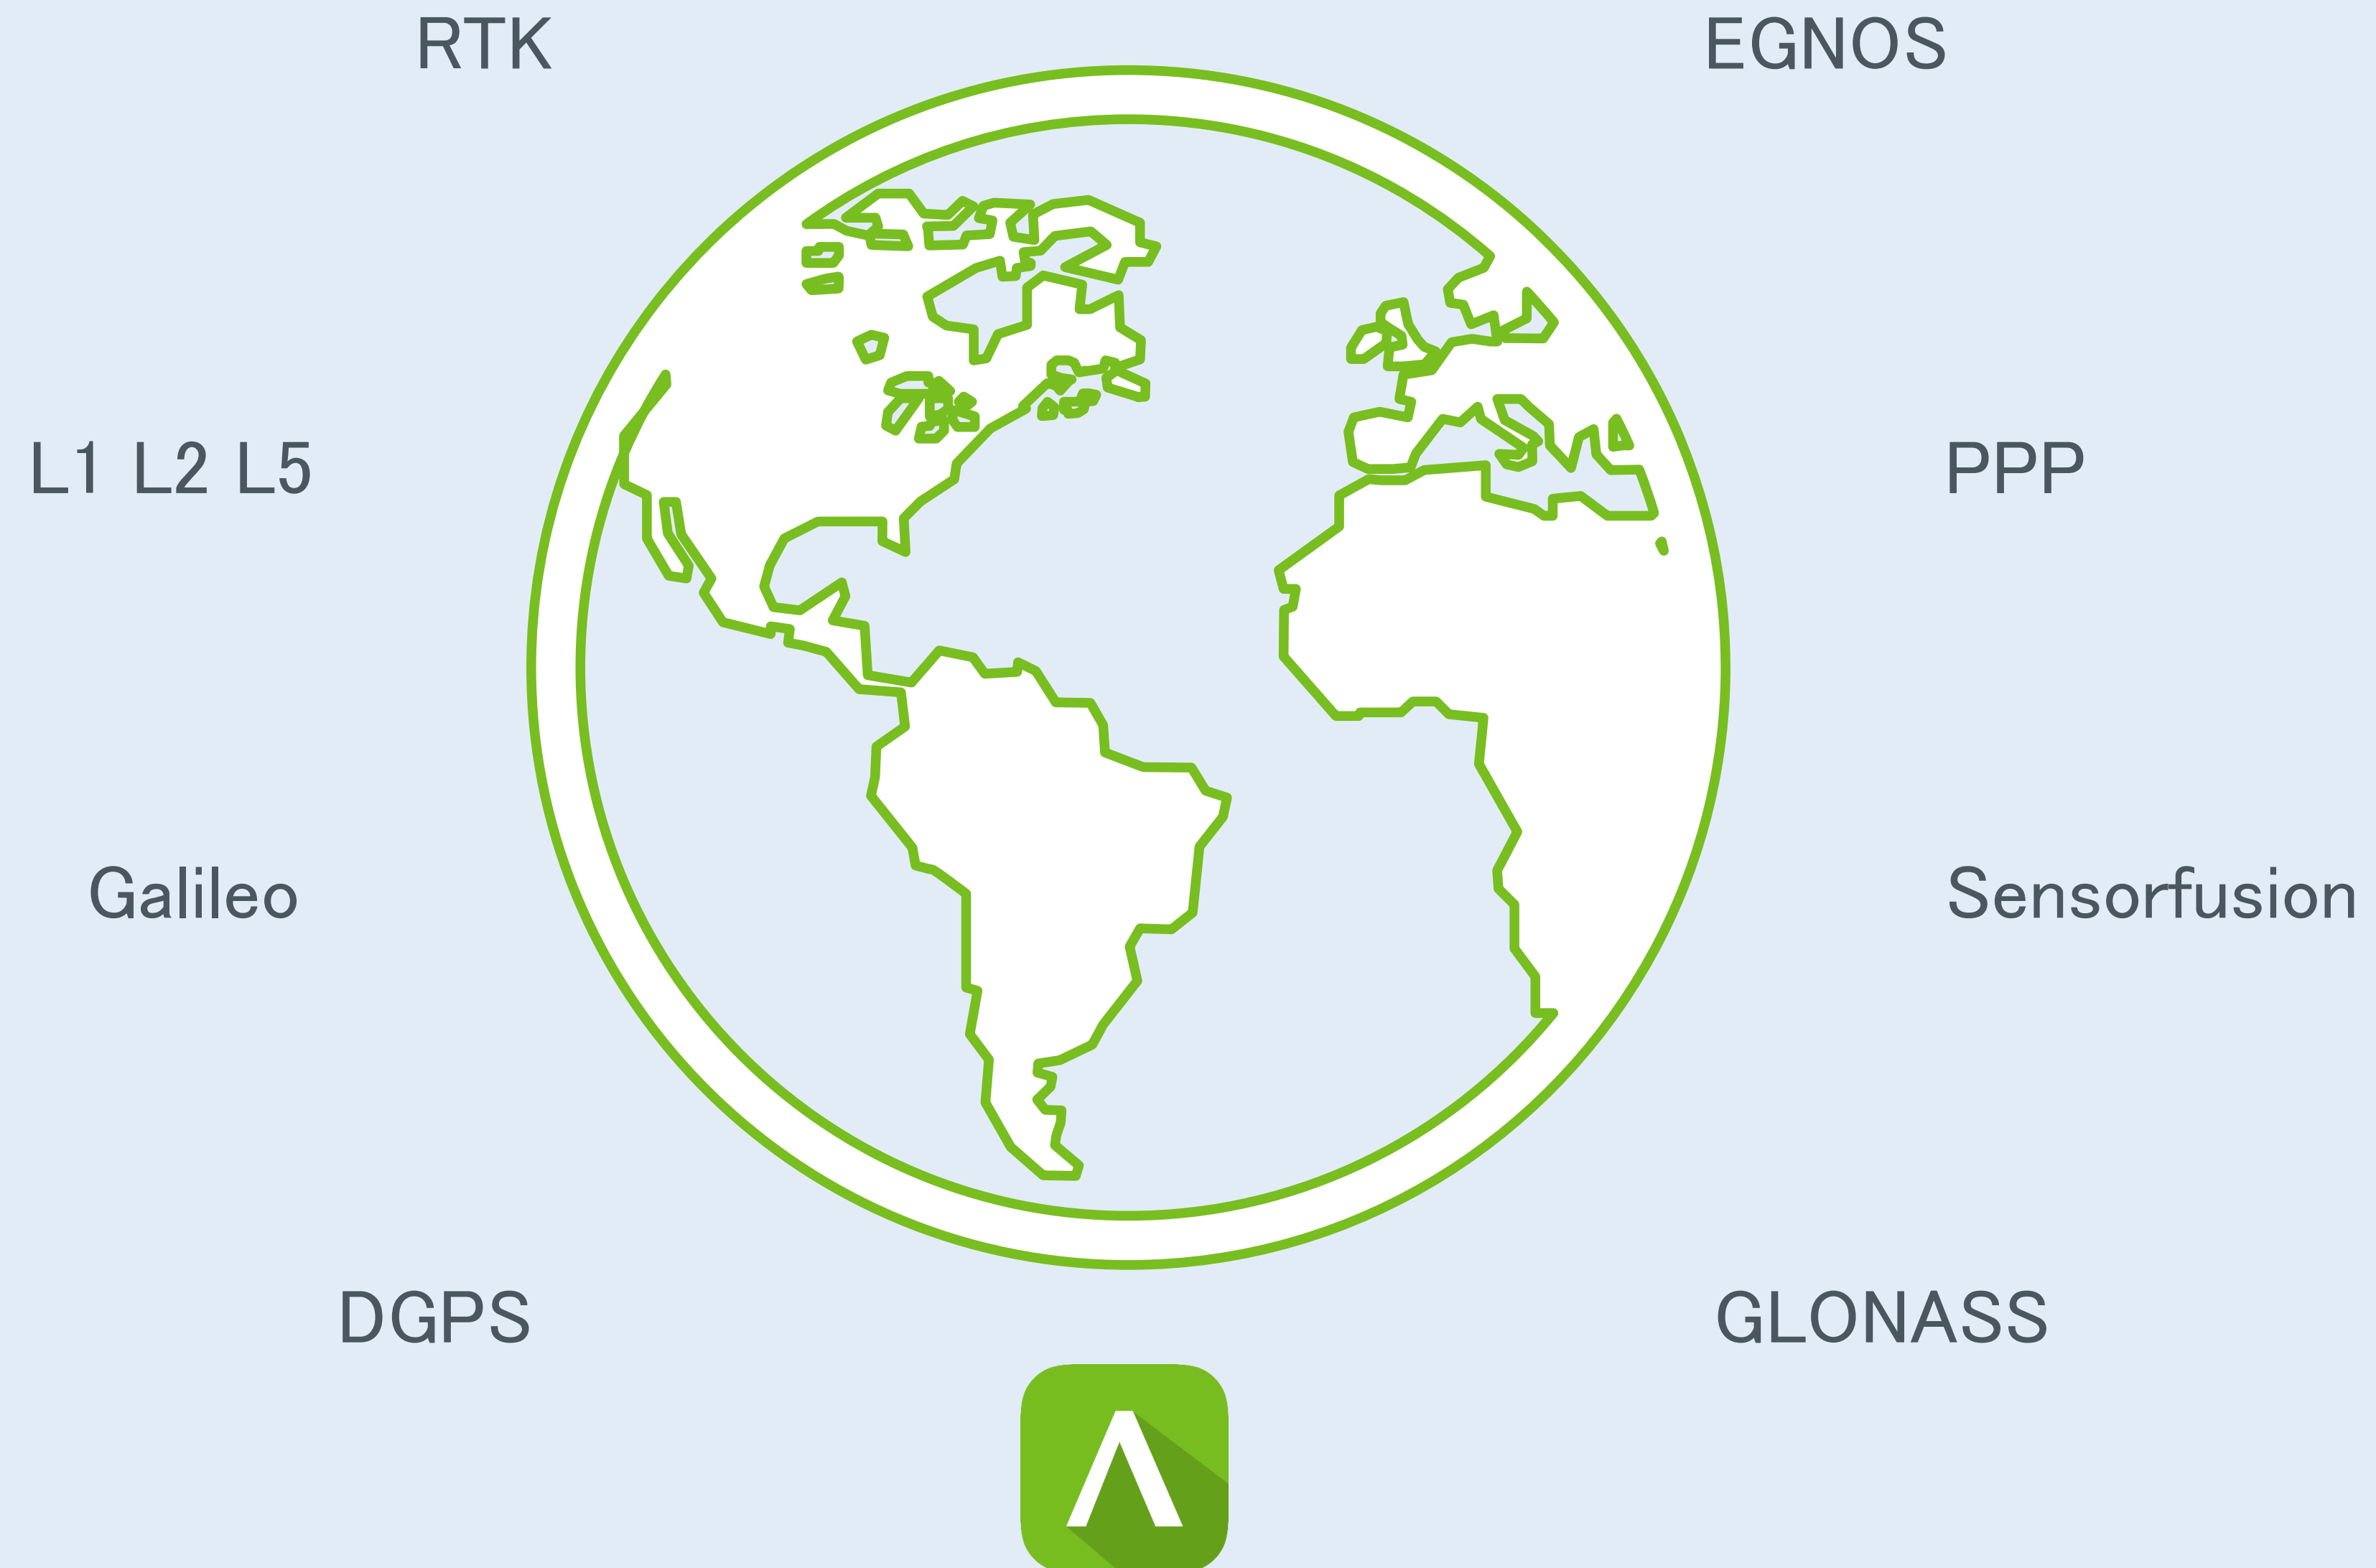 RTK
EGNOS
L1 L2 L5
PPP
Galileo
Sensorfusion
DGPS
GLONASS
Λ